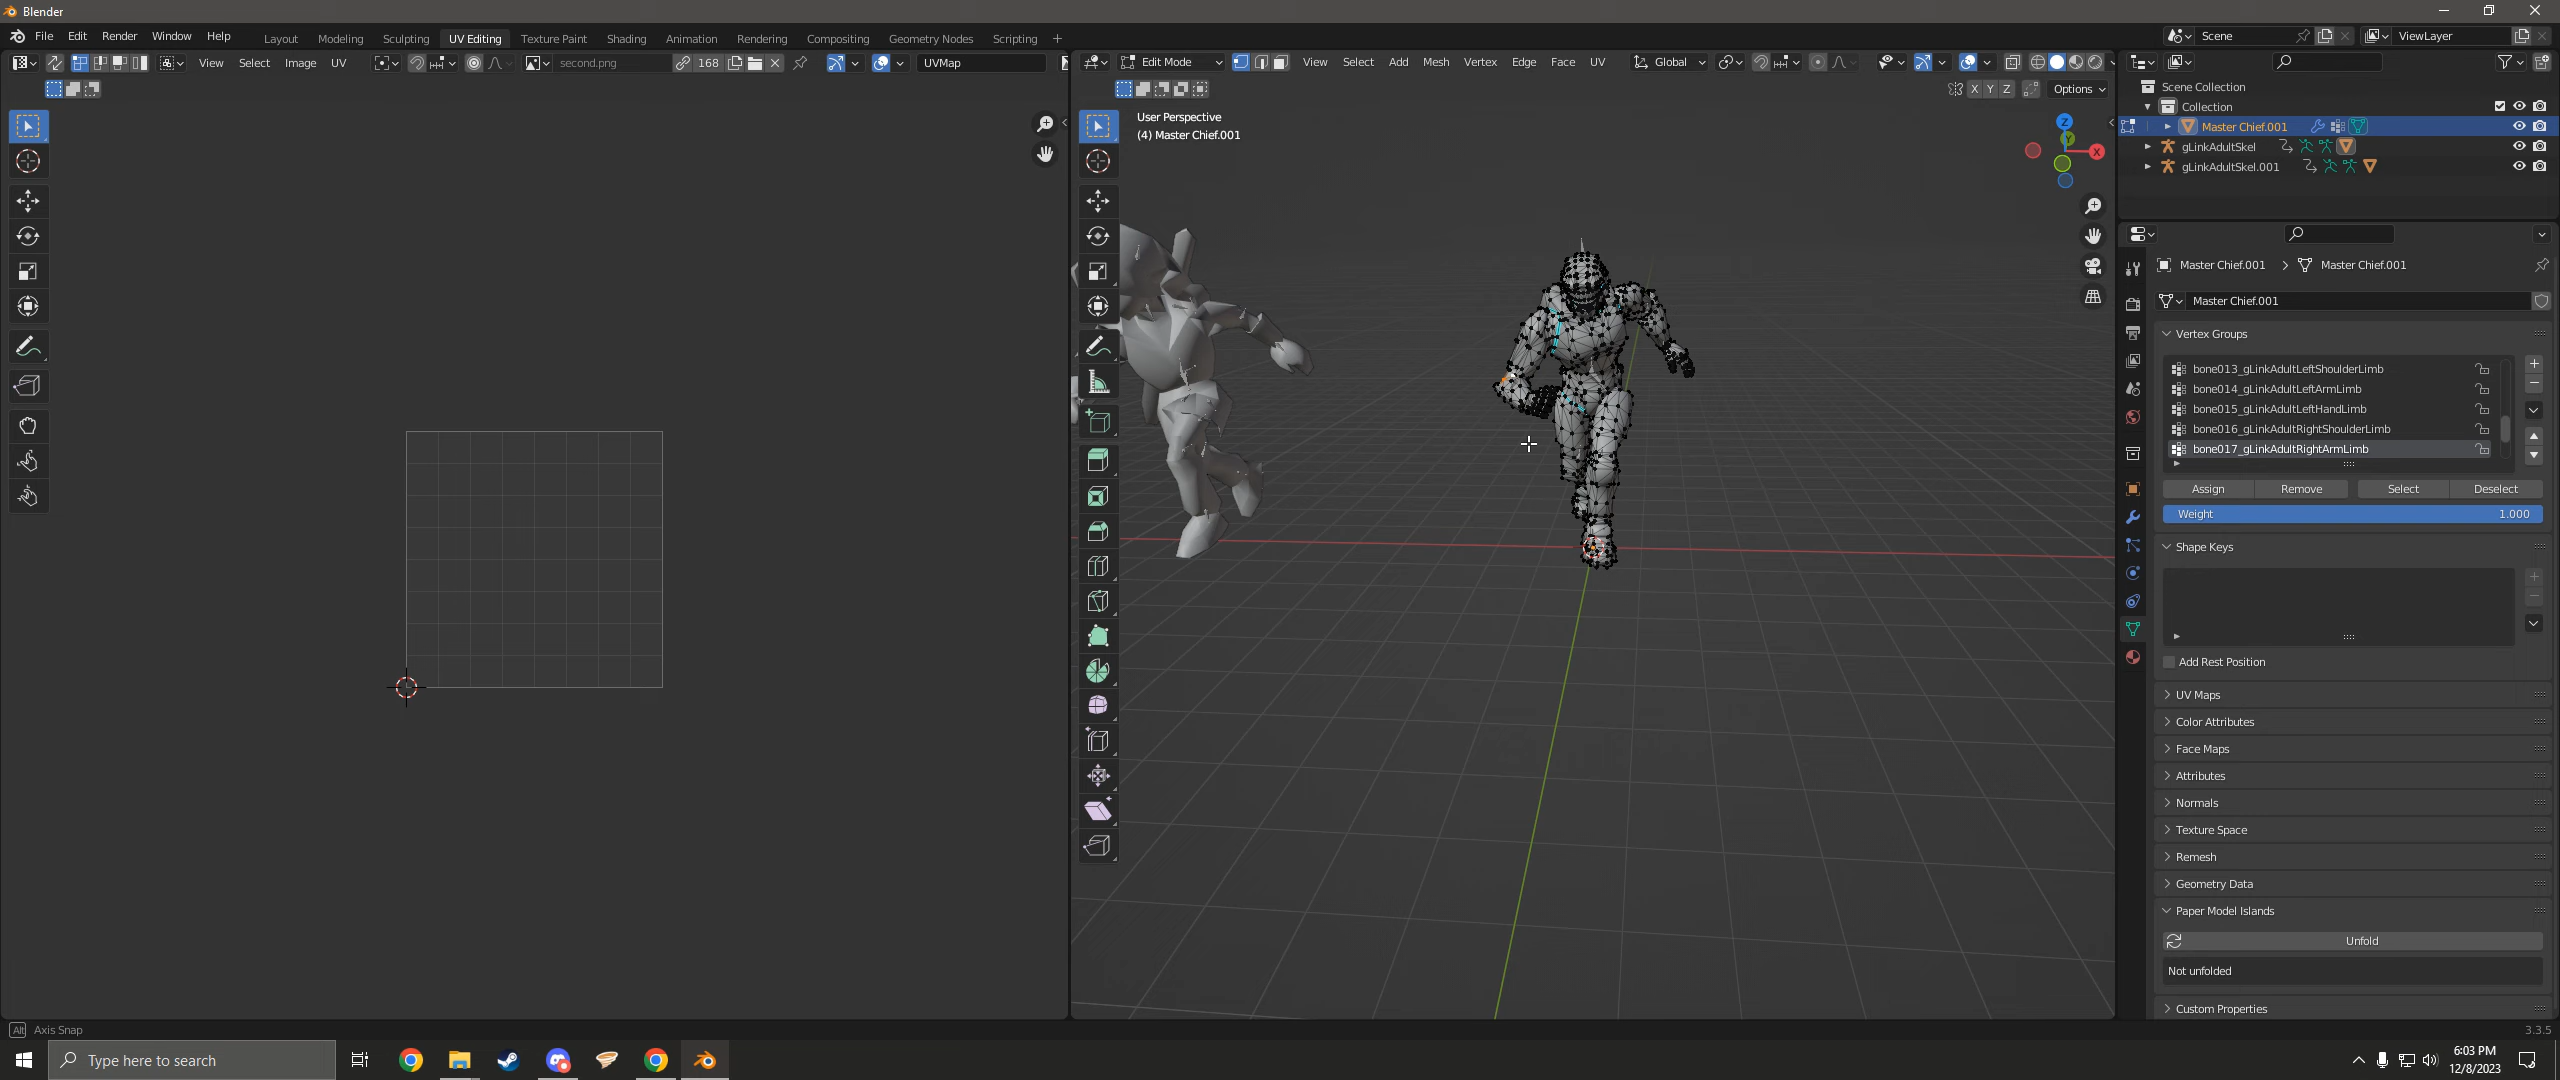 Blender
File Edit Render Window Help
Layout Modeling Sculpting UV Editing Texture Paint Shading Animation Rendering Compositing Geometry Nodes Scripting +
Scene
ViewLayer
View Select Image UV
second.png
168
UVMap
Edit Mode
View Select Add Mesh Vertex Edge Face UV
Global
X Y Z
Options
User Perspective
(4) Master Chief.001
Z
Y
X
Scene Collection
Collection
Master Chief.001
gLinkAdultSkel
gLinkAdultSkel.001
Master Chief.001 > Master Chief.001
Master Chief.001
Vertex Groups
bone013_gLinkAdultLeftShoulderLimb
bone014_gLinkAdultLeftArmLimb
bone015_gLinkAdultLeftHandLimb
bone016_gLinkAdultRightShoulderLimb
bone017_gLinkAdultRightArmLimb
Assign Remove Select Deselect
Weight 1.000
Shape Keys
Add Rest Position
UV Maps
Color Attributes
Face Maps
Attributes
Normals
Texture Space
Remesh
Geometry Data
Paper Model Islands
Unfold
Not unfolded
Custom Properties
Alt Axis Snap
3.3.5
Type here to search
6:03 PM
12/8/2023